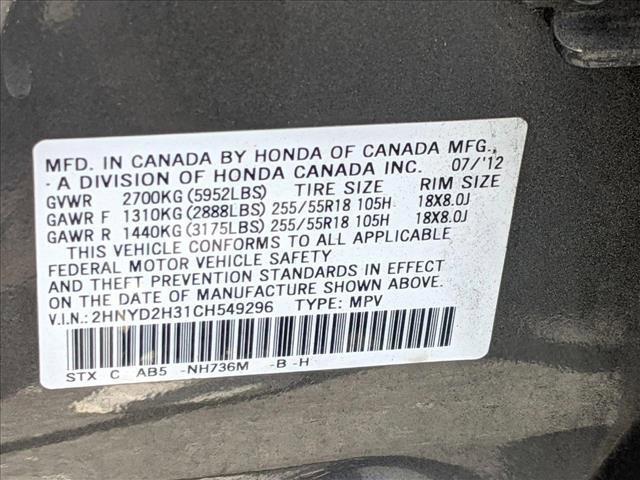 MFD. IN CANADA BY HONDA OF CANADA MFG.,
- A DIVISION OF HONDA CANADA INC. 07/'12
GVWR 2700KG (5952LBS) TIRE SIZE RIM SIZE
GAWR F 1310KG (2888LBS) 255/55R18 105H 18X8.0J
GAWR R 1440KG (3175LBS) 255/55R18 105H 18X8.0J
THIS VEHICLE CONFORMS TO ALL APPLICABLE
FEDERAL MOTOR VEHICLE SAFETY
AND THEFT PREVENTION STANDARDS IN EFFECT
ON THE DATE OF MANUFACTURE SHOWN ABOVE.
V.I.N.: 2HNYD2H31CH549296 TYPE: MPV
STX C AB5 -NH736M -B -H